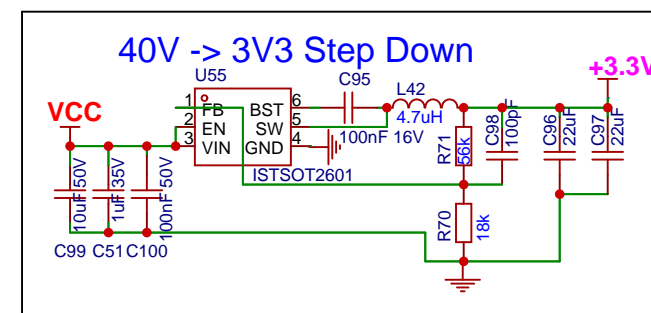 40V -> 3V3 Step Down
U55
C95
L42
+3.3V
VCC
1
FB
BST
6
2
EN
SW
5
3
VIN
GND
4
4.7uH
100nF 16V
ISTSOT2601
R71
56k
C98
100pF
C96
22uF
C97
22uF
10uF 50V
1uF 35V
100nF 50V
R70
18k
C99 C51 C100